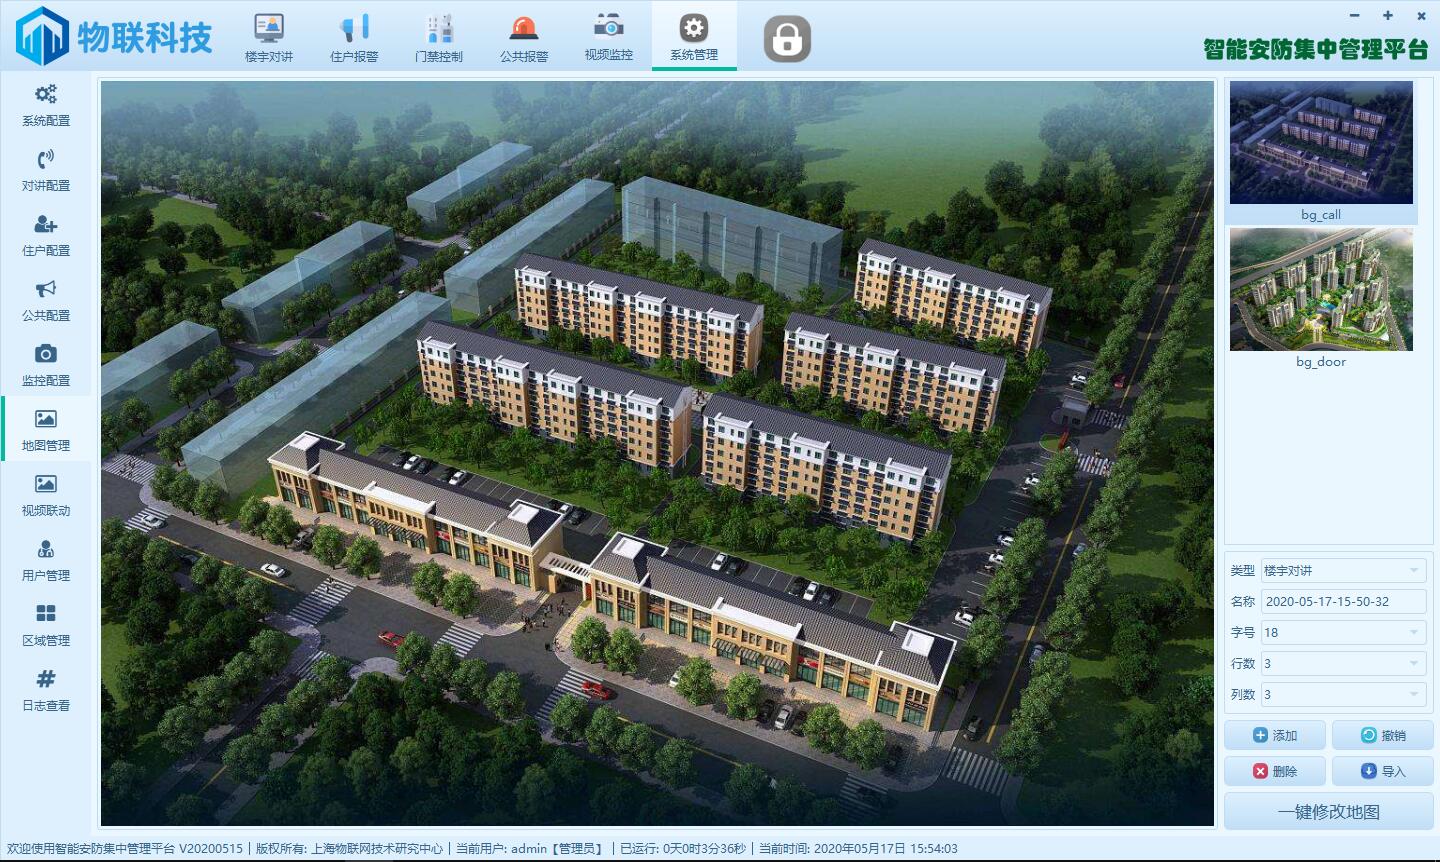 物联科技
楼宇对讲
住户报警
门禁控制
公共报警
视频监控
系统管理
智能安防集中管理平台
系统配置
对讲配置
住户配置
公共配置
监控配置
地图管理
视频联动
用户管理
区域管理
日志查看
bg_call
bg_door
类型 楼宇对讲
名称 2020-05-17-15-50-32
字号 18
行数 3
列数 3
添加
撤销
删除
导入
一键修改地图
欢迎使用智能安防集中管理平台 V20200515 | 版权所有: 上海物联网技术研究中心 | 当前用户: admin【管理员】 | 已运行: 0天0时3分36秒 | 当前时间: 2020年05月17日 15:54:03